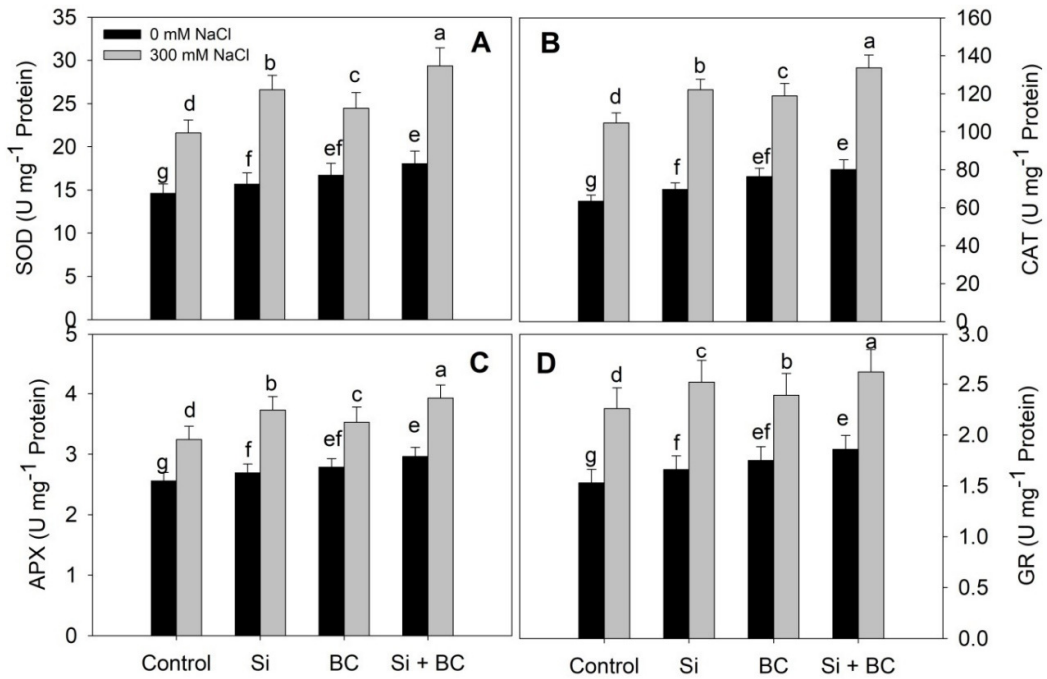 35
30
25
20
15
10
5
0
SOD (U mg⁻¹ Protein)
0 mM NaCl
300 mM NaCl
A
g
d
f
b
ef
c
e
a
B
g
d
f
b
ef
c
e
a
160
140
120
100
80
60
40
20
0
CAT (U mg⁻¹ Protein)
5
4
3
2
1
0
APX (U mg⁻¹ Protein)
C
g
d
f
b
ef
c
e
a
Control Si BC Si + BC
D
g
d
f
c
ef
b
e
a
Control Si BC Si + BC
3.0
2.5
2.0
1.5
1.0
0.5
0.0
GR (U mg⁻¹ Protein)